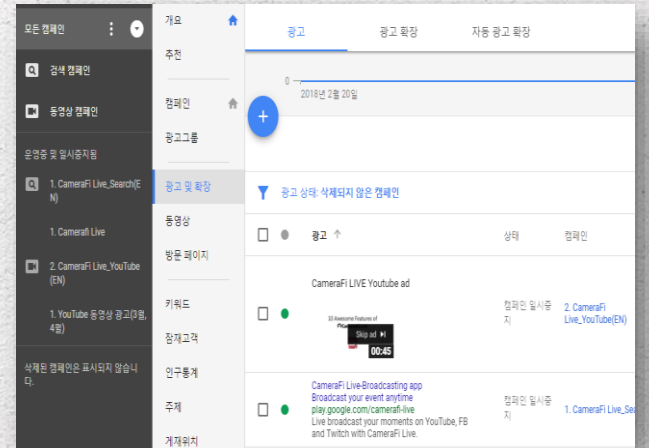 모든 캠페인
검색 캠페인
동영상 캠페인
운영중 및 일시중지됨
1. CameraFi Live_Search(E
N)
1. Camerafi Live
2. CameraFi Live_YouTube
(EN)
1. YouTube 동영상 광고(3월,
4월)
삭제된 캠페인은 표시되지 않습니
다.
개요
추천
캠페인
광고그룹
광고 및 확장
동영상
방문 페이지
키워드
잠재고객
인구통계
주제
게재위치
광고
광고 확장
자동 광고 확장
0
2018년 2월 20일
+
광고 상태: 삭제되지 않은 캠페인
광고
상태
캠페인
CameraFi LIVE Youtube ad
10 Awesome Features of
Skip ad
00:45
캠페인 일시중
지
2. CameraFi
Live_YouTube(EN)
CameraFi Live-Broadcasting app
Broadcast your event anytime
play.google.com/camerafi-live
Live broadcast your moments on YouTube, FB
and Twitch with CameraFi Live.
캠페인 일시중
지
1. CameraFi Live_Sea